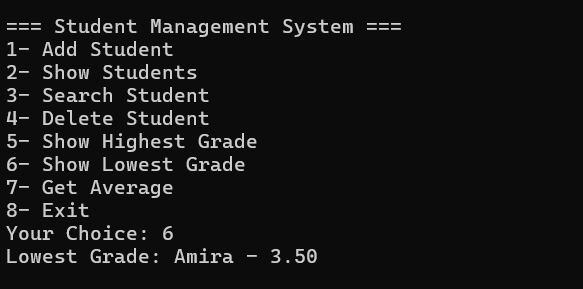 === Student Management System ===
1- Add Student
2- Show Students
3- Search Student
4- Delete Student
5- Show Highest Grade
6- Show Lowest Grade
7- Get Average
8- Exit
Your Choice: 6
Lowest Grade: Amira - 3.50